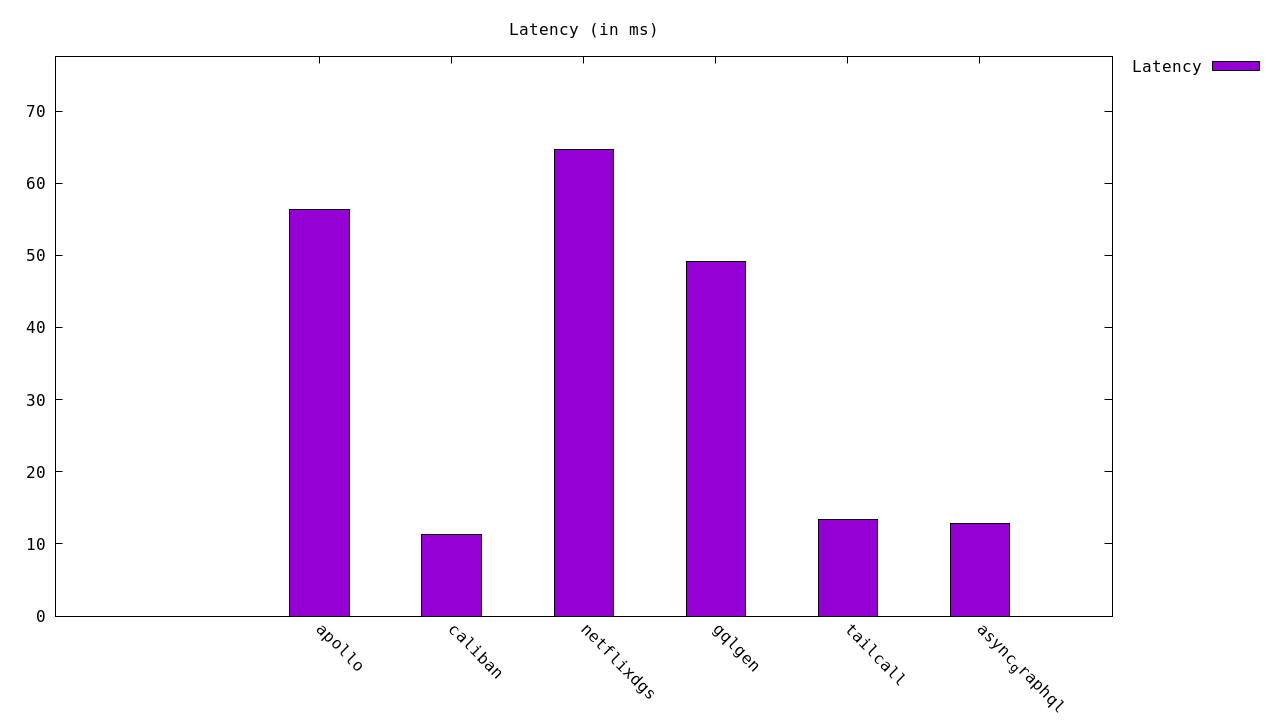 Latency (in ms)
Latency
70
60
50
40
30
20
10
0
apollo
caliban
netflixdgs
gqlgen
tailcall
asyncgraphql